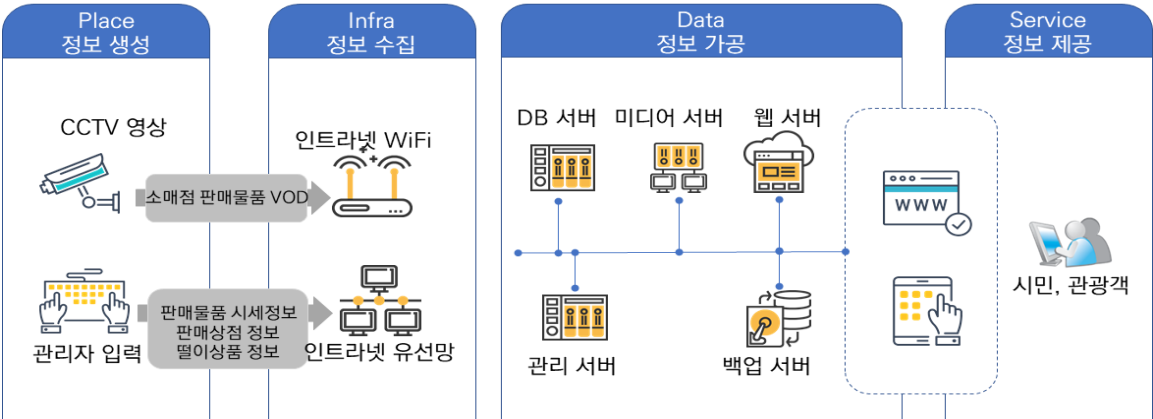 Place
정보 생성
Infra
정보 수집
Data
정보 가공
Service
정보 제공
CCTV 영상
소매점 판매물품 VOD
인트라넷 WiFi
관리자 입력
판매물품 시세정보
판매상점 정보
떨이상품 정보
인트라넷 유선망
DB 서버
미디어 서버
웹 서버
관리 서버
백업 서버
WWW
시민, 관광객